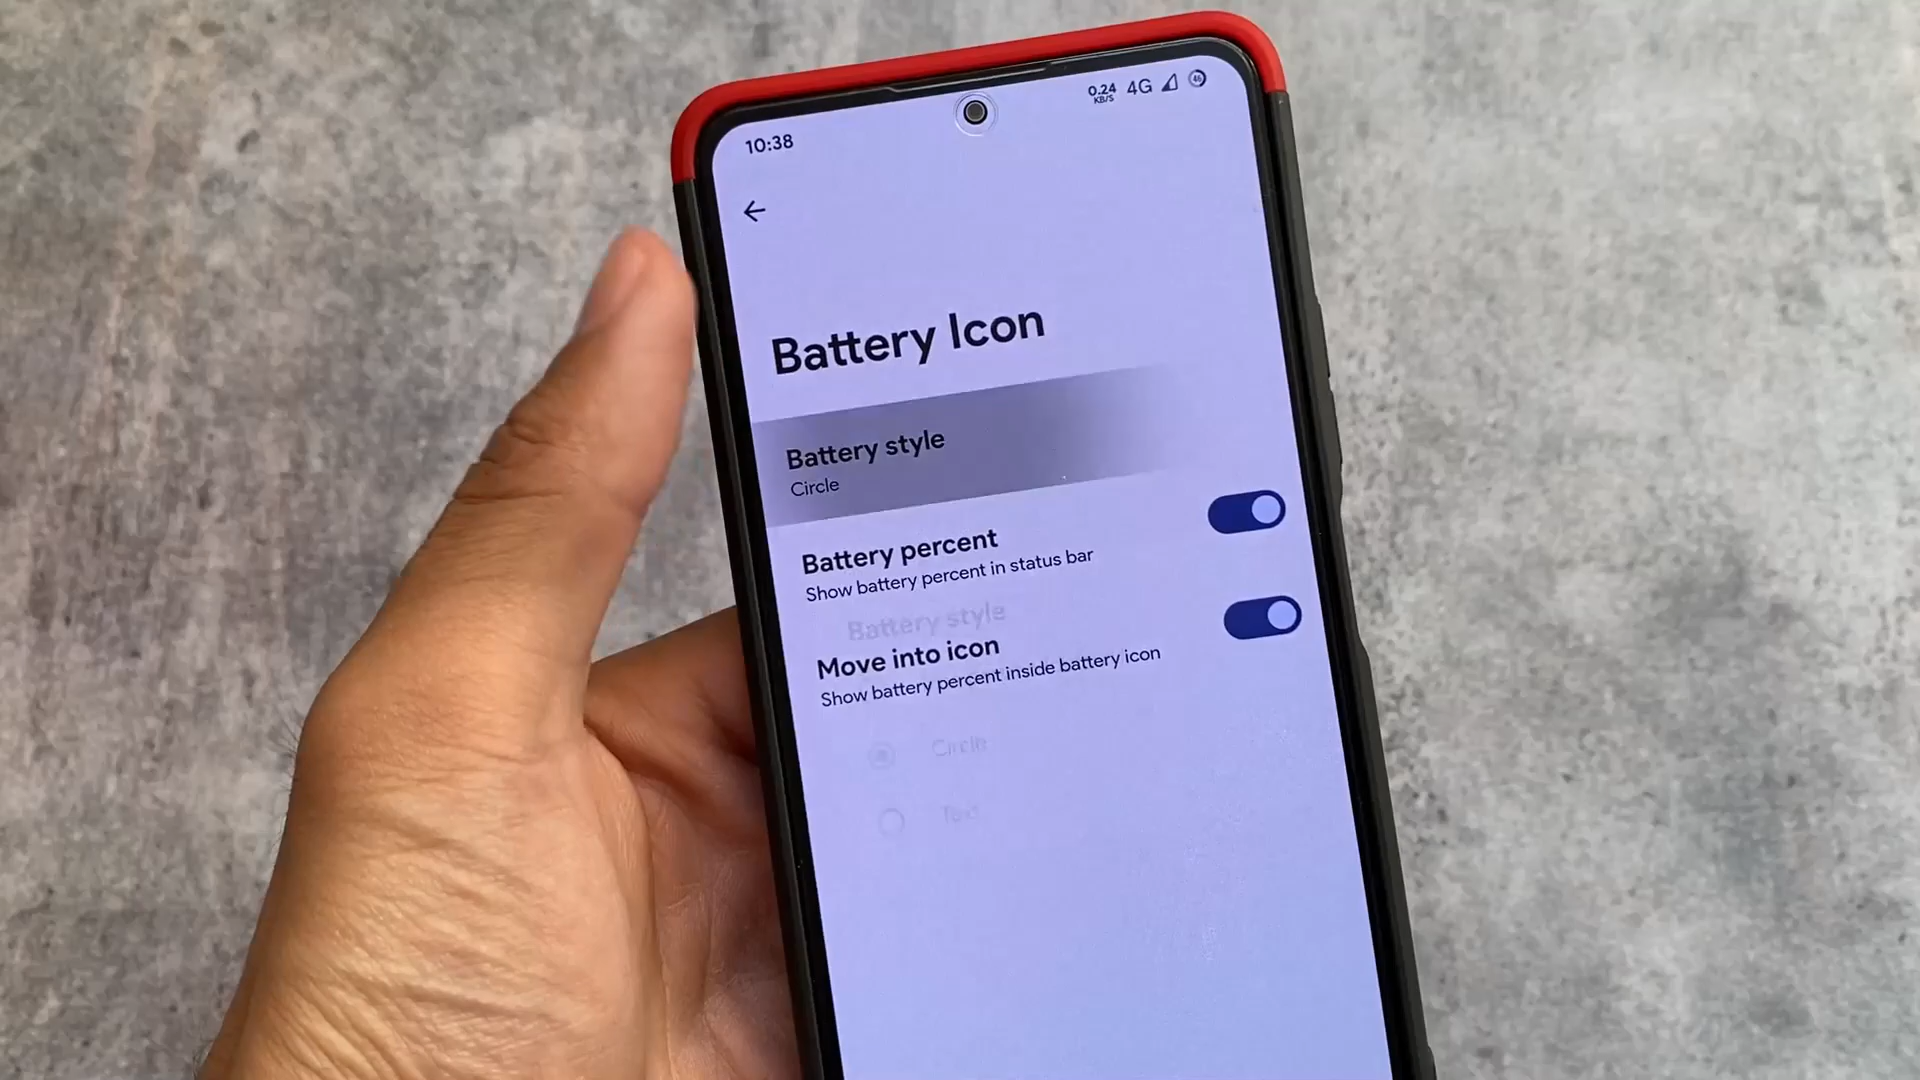 10:38
0.24
KB/S
4G
46
Battery Icon
Battery style
Circle
Battery percent
Show battery percent in status bar
Battery style
Move into icon
Show battery percent inside battery icon
Circle
Text